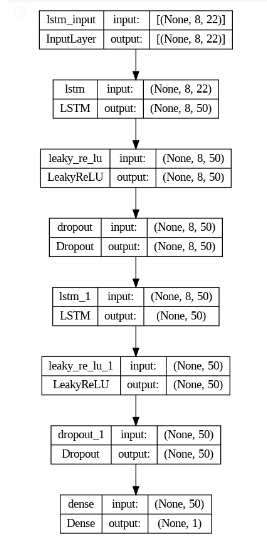 lstm_input input: [(None, 8, 22)]
InputLayer output: [(None, 8, 22)]
lstm input: (None, 8, 22)
LSTM output: (None, 8, 50)
leaky_re_lu input: (None, 8, 50)
LeakyReLU output: (None, 8, 50)
dropout input: (None, 8, 50)
Dropout output: (None, 8, 50)
lstm_1 input: (None, 8, 50)
LSTM output: (None, 50)
leaky_re_lu_1 input: (None, 50)
LeakyReLU output: (None, 50)
dropout_1 input: (None, 50)
Dropout output: (None, 50)
dense input: (None, 50)
Dense output: (None, 1)